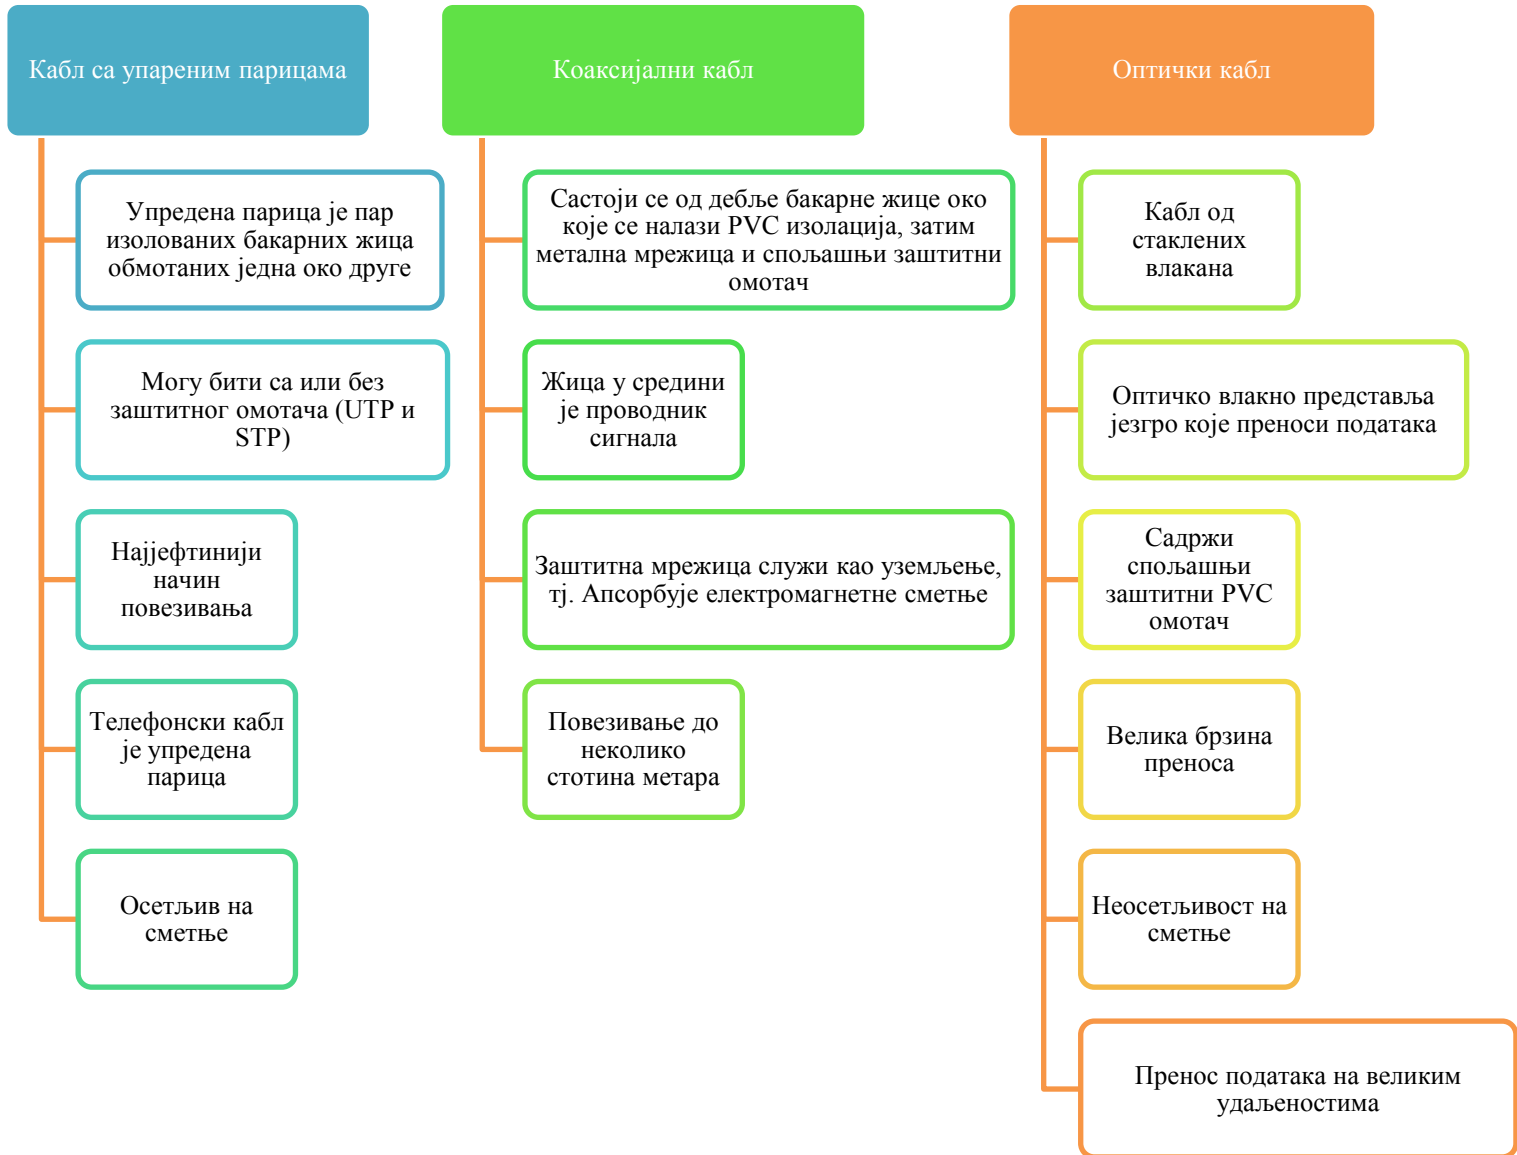 Кабл са упареним парицама
Упредена парица је пар
изолованих бакарних жица
обмотаних једна око друге
Могу бити са или без
заштитног омотача (UTP и
STP)
Најјефтинији
начин
повезивања
Телефонски кабл
је упредена
парица
Осетљив на
сметње
Коаксијални кабл
Састоји се од дебље бакарне жице око
које се налази PVC изолација, затим
метална мрежица и спољашњи заштитни
омотач
Жица у средини
је проводник
сигнала
Заштитна мрежица служи као уземљење,
тј. Апсорбује електромагнетне сметње
Повезивање до
неколико
стотина метара
Оптички кабл
Кабл од
стаклених
влакана
Оптичко влакно представља
језгро које преноси података
Садржи
спољашњи
заштитни PVC
омотач
Велика брзина
преноса
Неосетљивост на
сметње
Пренос података на великим
удаљеностима